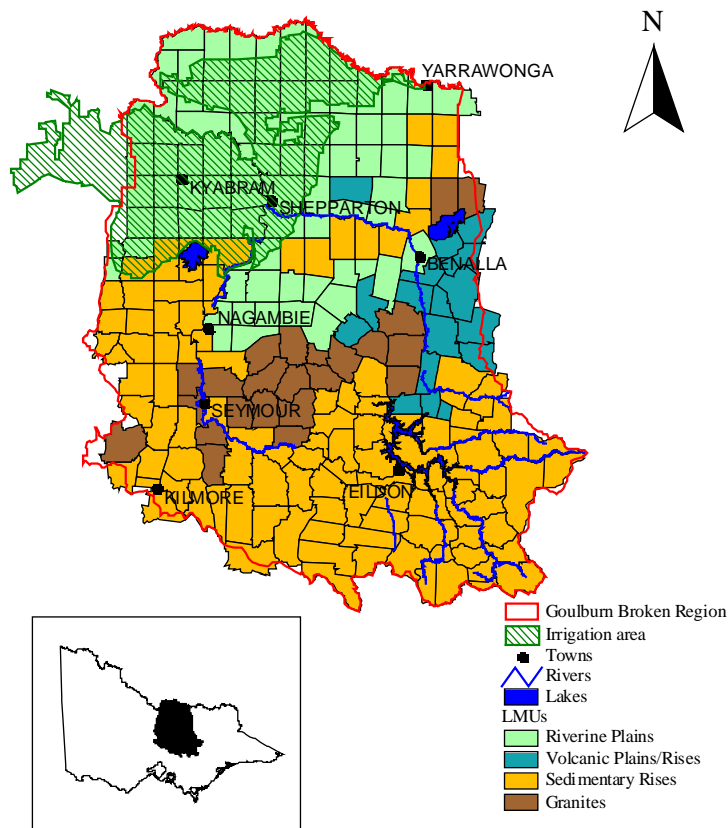 N
YARRAWONGA
KYABRAM
SHEPPARTON
BENALLA
NAGAMBIE
SEYMOUR
EILDON
KILMORE
Goulburn Broken Region
Irrigation area
Towns
Rivers
Lakes
LMUs
Riverine Plains
Volcanic Plains/Rises
Sedimentary Rises
Granites